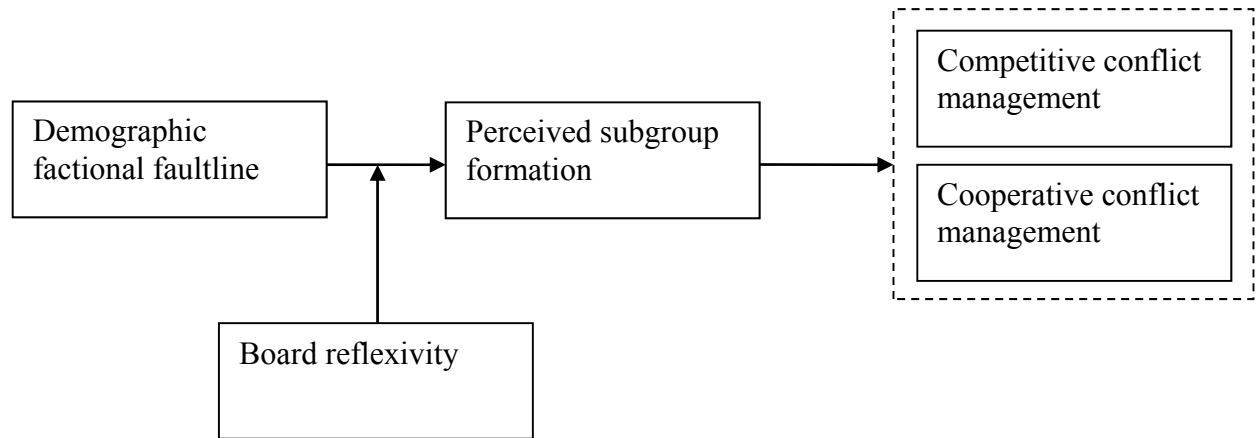 Demographic
factional faultline
Perceived subgroup
formation
Competitive conflict
management
Cooperative conflict
management
Board reflexivity